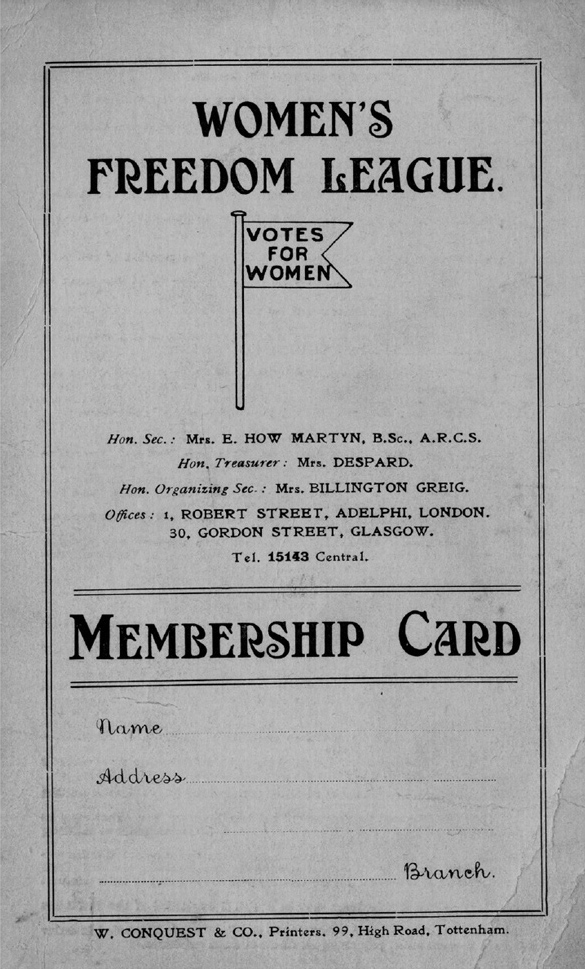 WOMEN'S
FREEDOM LEAGUE.
VOTES
FOR
WOMEN
Hon. Sec.: Mrs. E. HOW MARTYN, B.Sc., A.R.C.S.
Hon. Treasurer: Mrs. DESPARD.
Hon. Organizing Sec.: Mrs. BILLINGTON GREIG.
Offices: 1, ROBERT STREET, ADELPHI, LONDON.
30, GORDON STREET, GLASGOW.
Tel. 15143 Central.
MEMBERSHIP CARD
Name
Address
Branch.
W. CONQUEST & CO., Printers, 99, High Road, Tottenham.